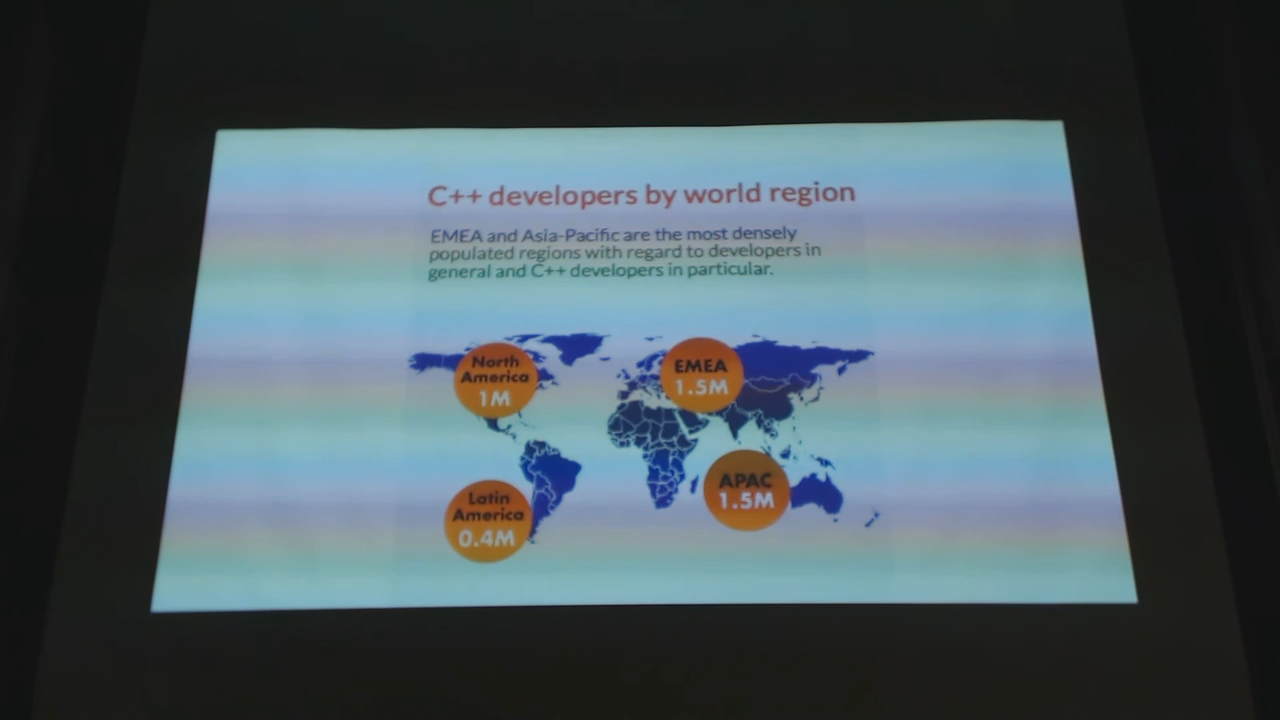 C++ developers by world region
EMEA and Asia-Pacific are the most densely
populated regions with regard to developers in
general and C++ developers in particular.
North
America
1M
EMEA
1.5M
APAC
1.5M
Latin
America
0.4M